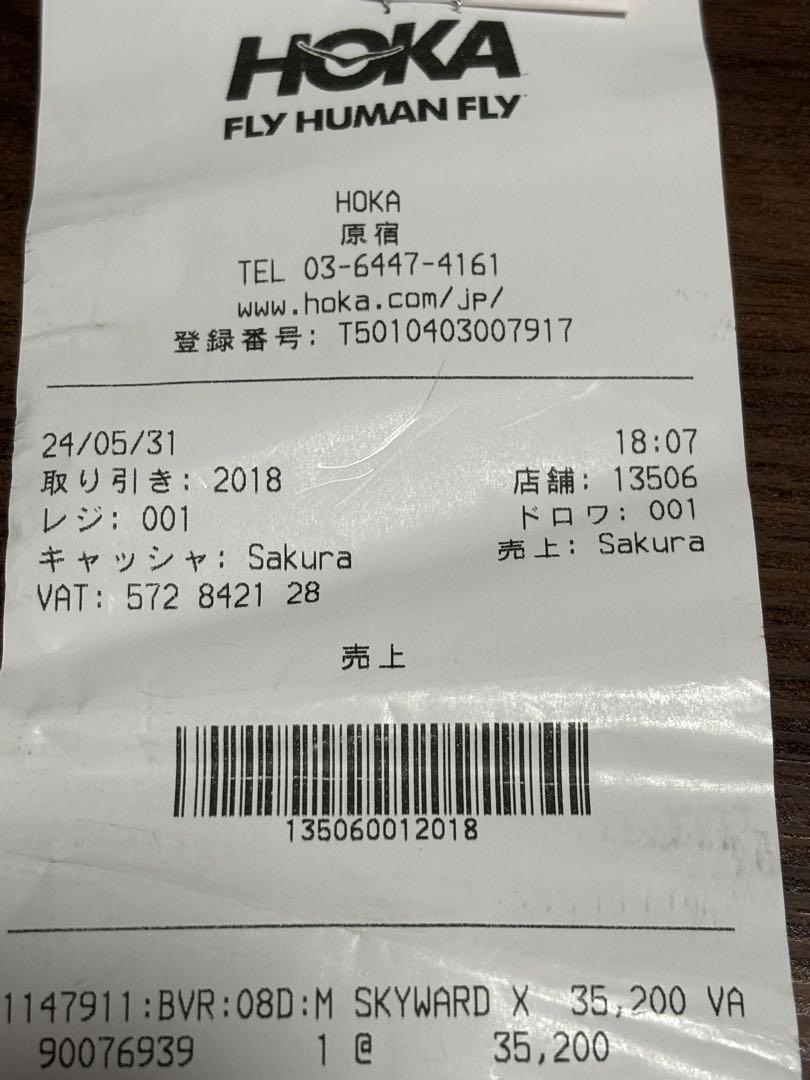 HOKA
FLY HUMAN FLY
HOKA
原宿
TEL 03-6447-4161
www.hoka.com/jp/
登録番号: T5010403007917
24/05/31 18:07
取り引き: 2018 店舗: 13506
レジ: 001 ドロワ: 001
キャッシャ: Sakura 売上: Sakura
VAT: 572 8421 28
売上
135060012018
1147911:BVR:08D:M SKYWARD X 35,200 VA
90076939 1 @ 35,200